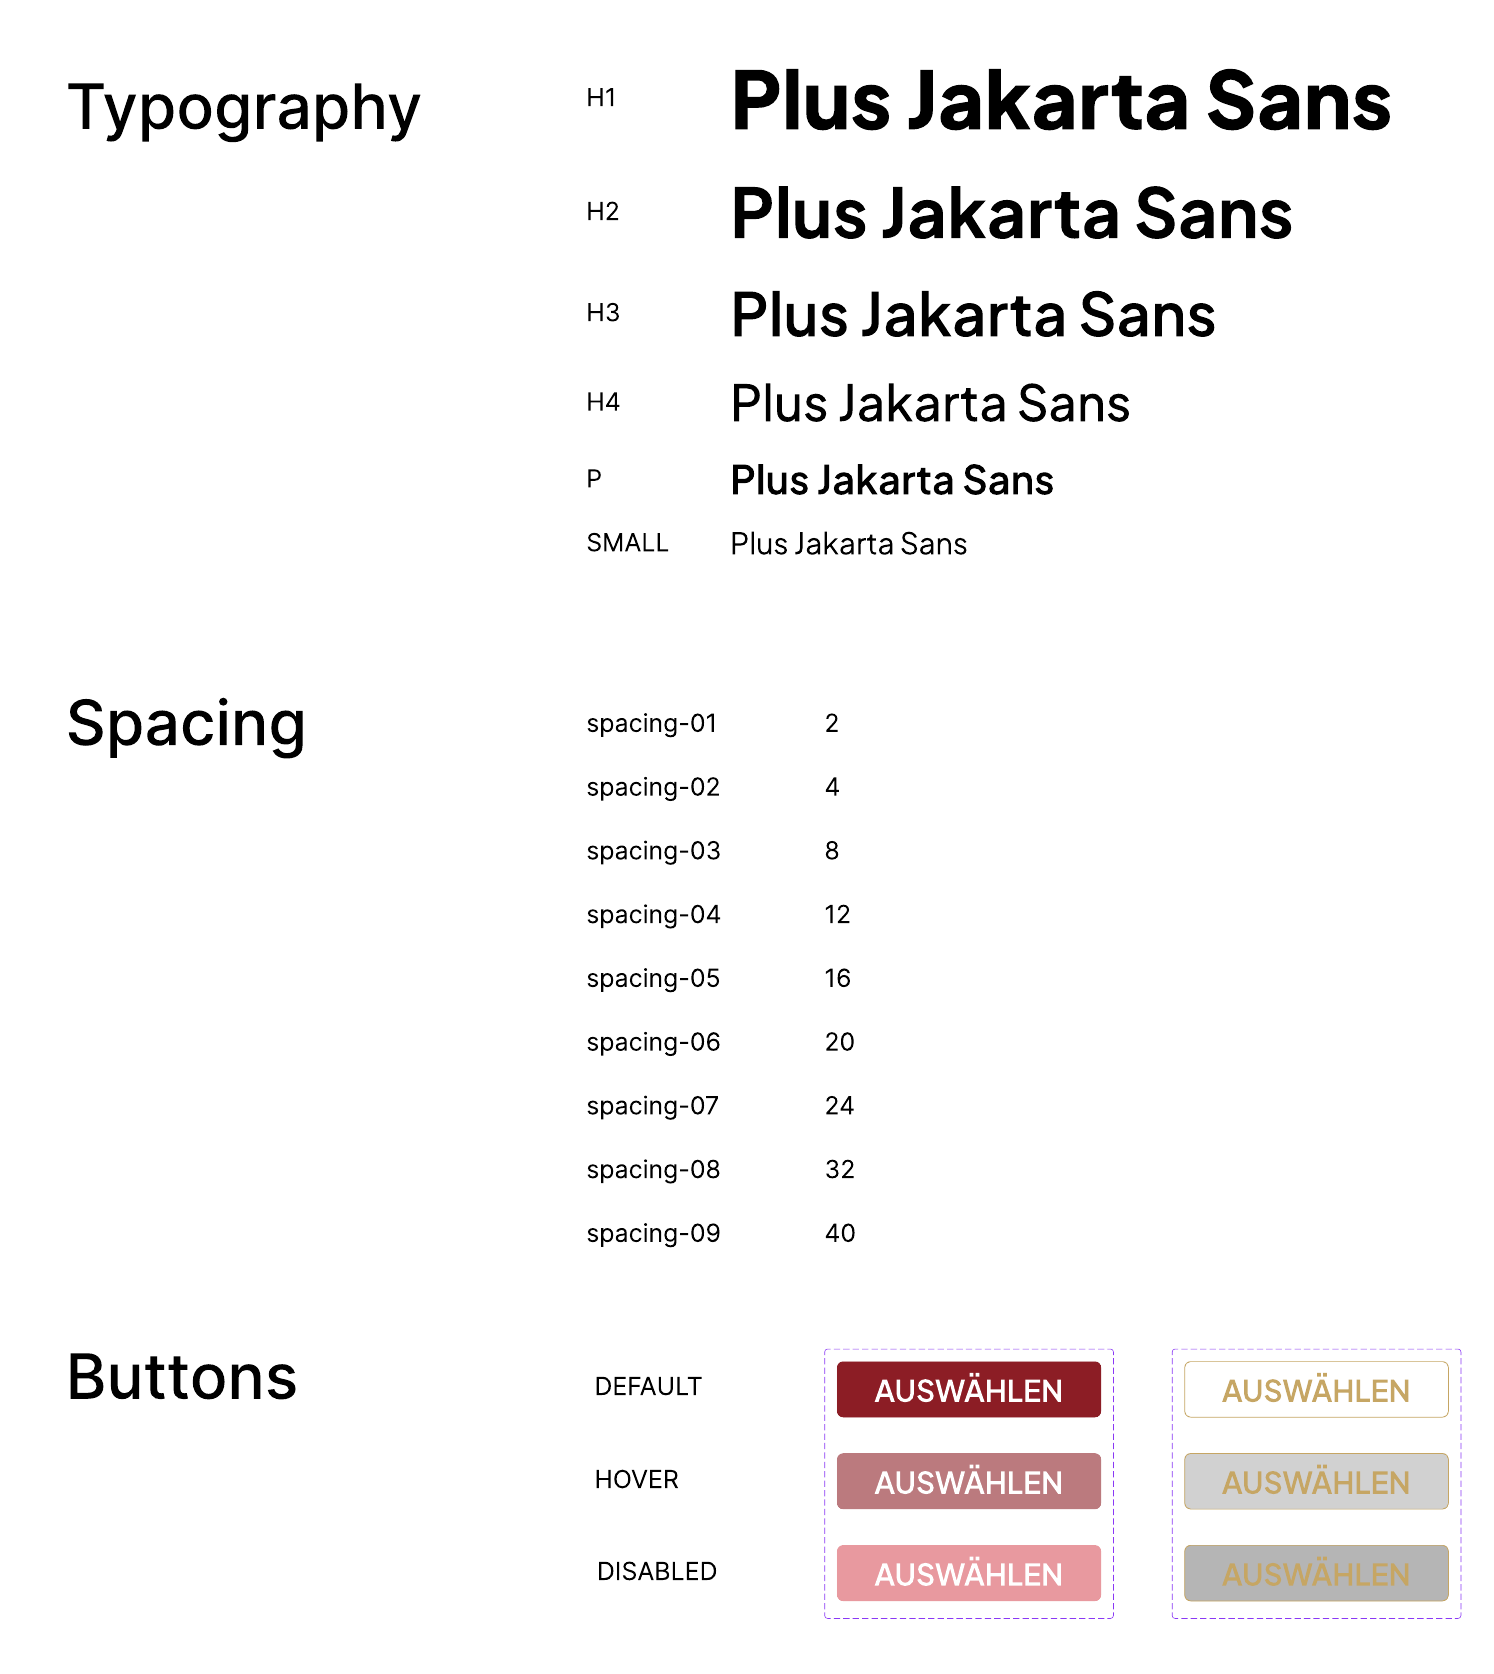 Typography
H1 Plus Jakarta Sans
H2 Plus Jakarta Sans
H3 Plus Jakarta Sans
H4 Plus Jakarta Sans
P Plus Jakarta Sans
SMALL Plus Jakarta Sans
Spacing
spacing-01 2
spacing-02 4
spacing-03 8
spacing-04 12
spacing-05 16
spacing-06 20
spacing-07 24
spacing-08 32
spacing-09 40
Buttons
DEFAULT AUSWÄHLEN AUSWÄHLEN
HOVER AUSWÄHLEN AUSWÄHLEN
DISABLED AUSWÄHLEN AUSWÄHLEN